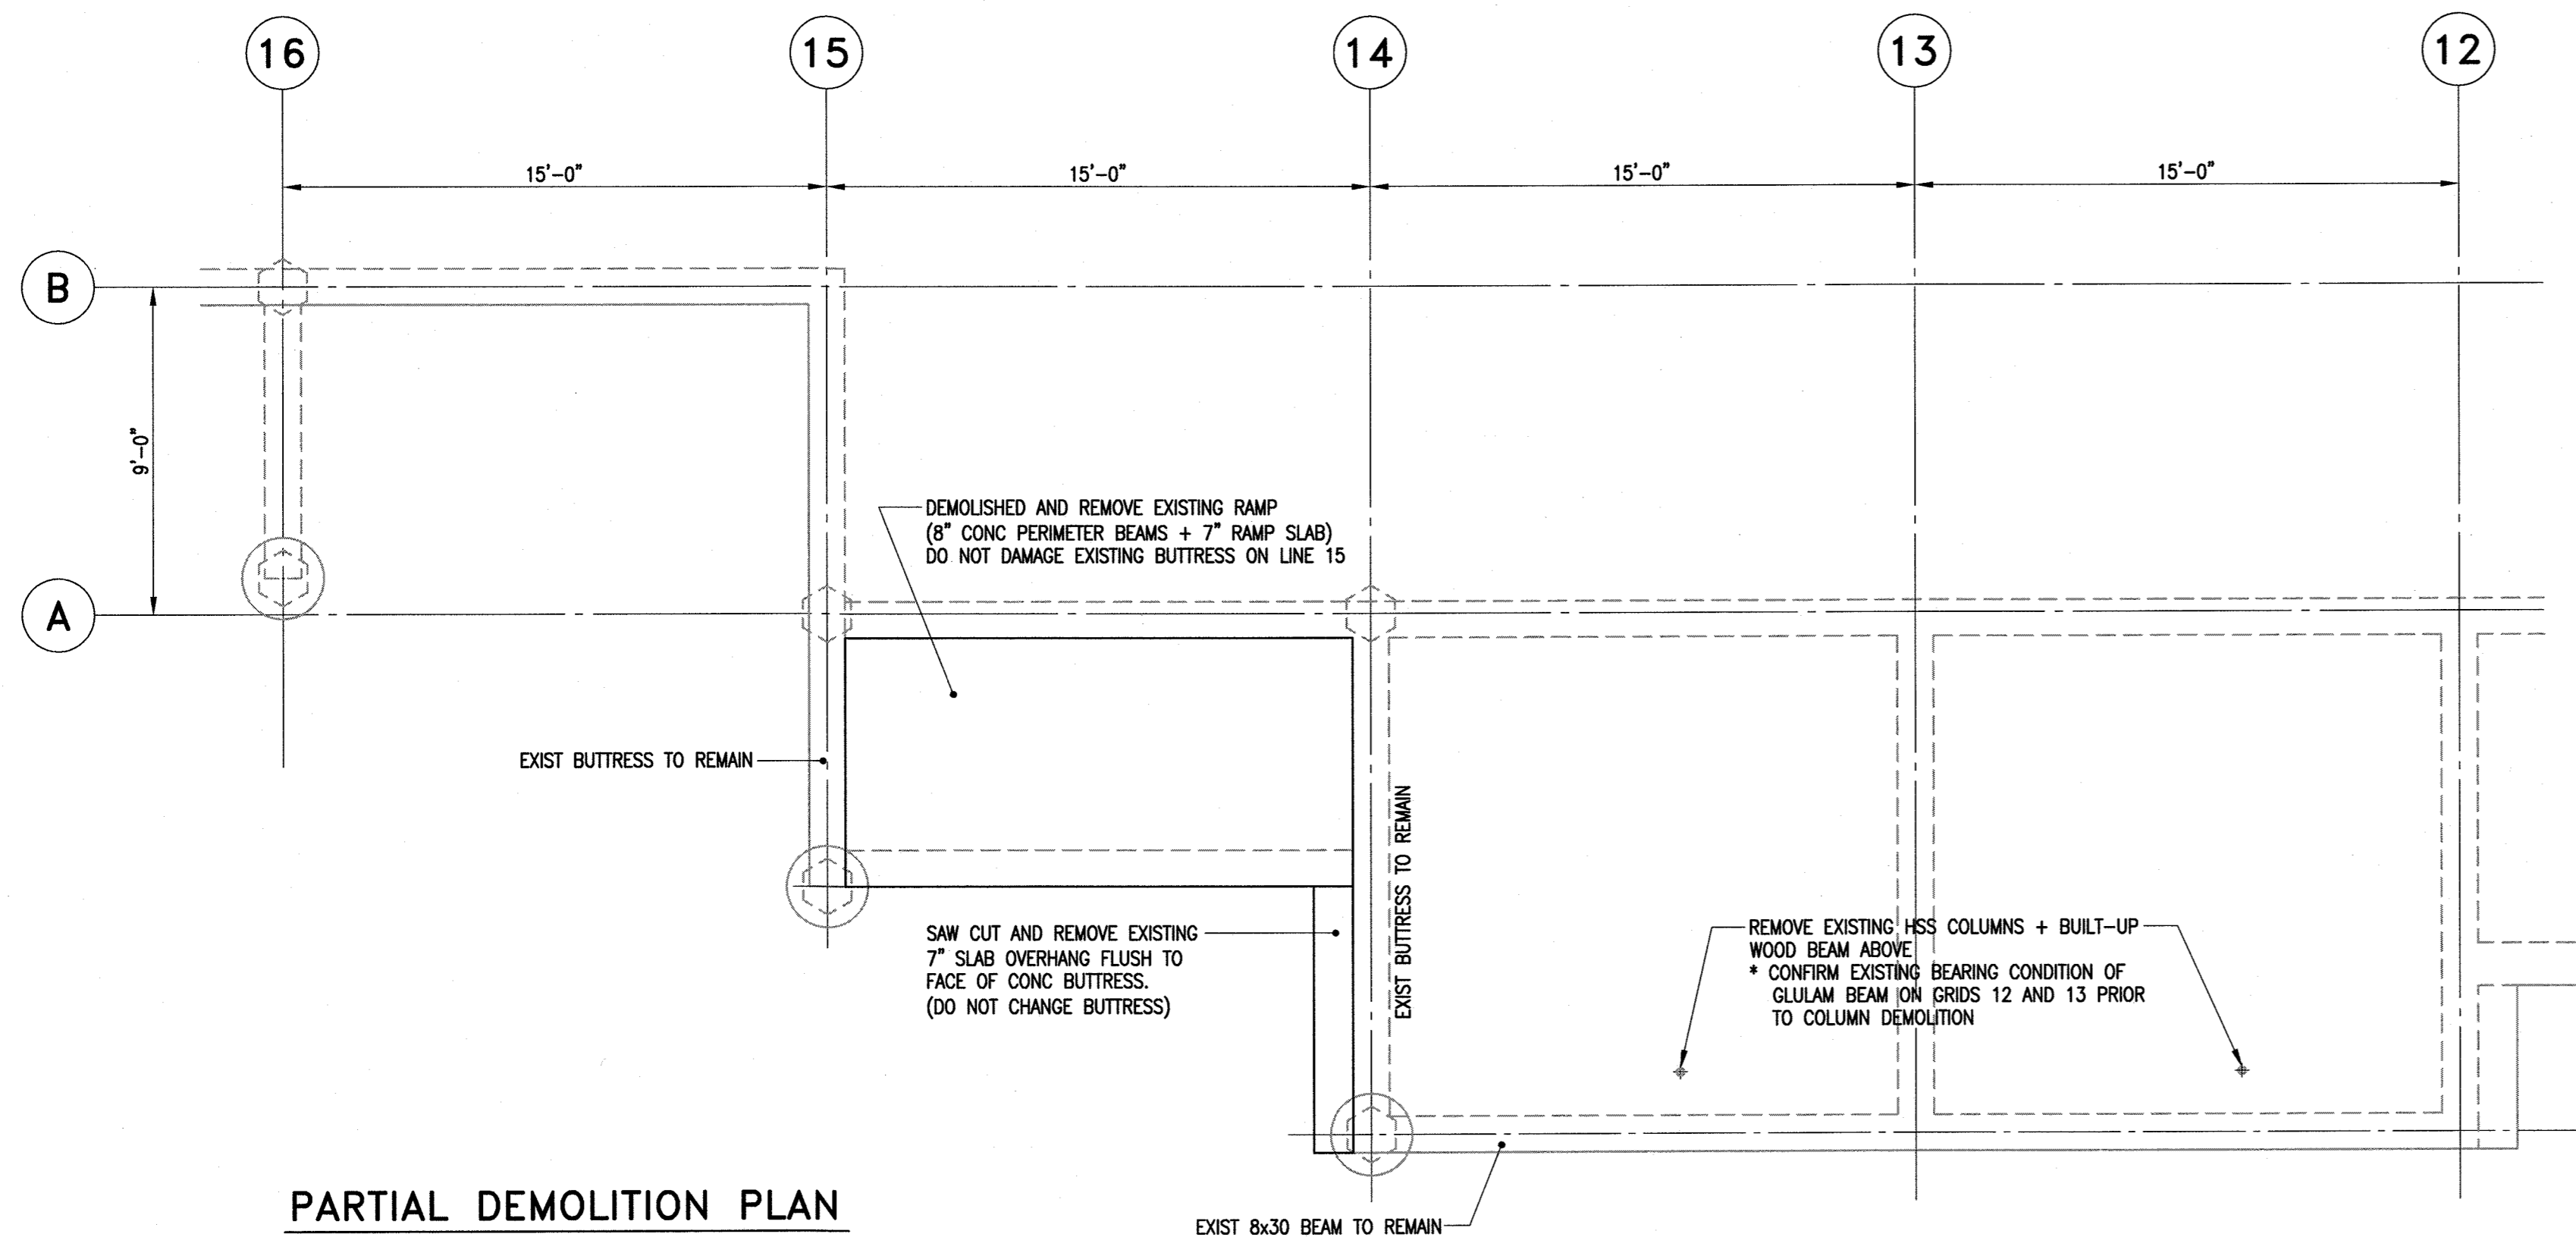 16
15
14
13
12
15'-0"
15'-0"
15'-0"
15'-0"
B
9'-0"
A
DEMOLISHED AND REMOVE EXISTING RAMP
(8" CONC PERIMETER BEAMS + 7" RAMP SLAB)
DO NOT DAMAGE EXISTING BUTTRESS ON LINE 15
EXIST BUTTRESS TO REMAIN
EXIST BUTTRESS TO REMAIN
SAW CUT AND REMOVE EXISTING
7" SLAB OVERHANG FLUSH TO
FACE OF CONC BUTTRESS.
(DO NOT CHANGE BUTTRESS)
REMOVE EXISTING HSS COLUMNS + BUILT-UP
WOOD BEAM ABOVE
* CONFIRM EXISTING BEARING CONDITION OF
GLULAM BEAM ON GRIDS 12 AND 13 PRIOR
TO COLUMN DEMOLITION
EXIST 8x30 BEAM TO REMAIN
PARTIAL DEMOLITION PLAN